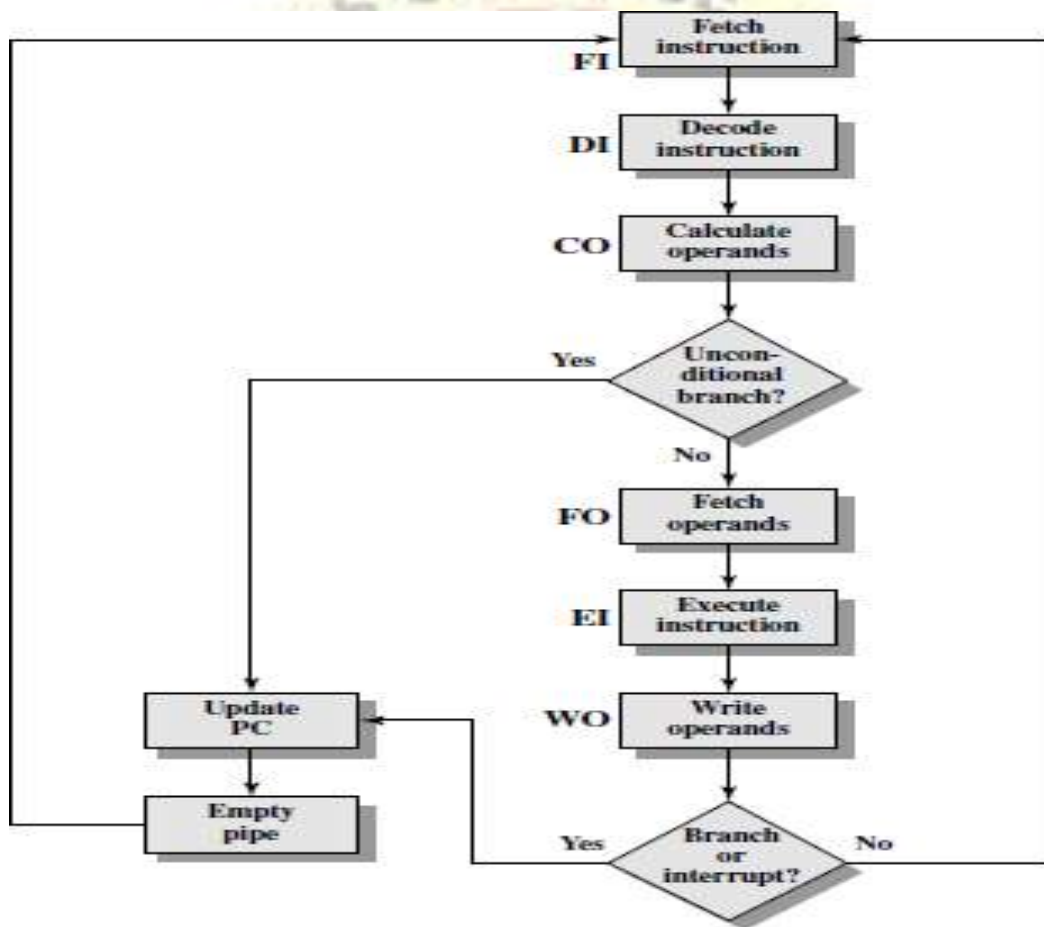 Fetch
instruction
FI
Decode
instruction
DI
Calculate
operands
CO
Uncon-
ditional
branch?
Yes
No
Fetch
operands
FO
Execute
instruction
EI
Write
operands
WO
Update
PC
Empty
pipe
Branch
or
interrupt?
Yes
No